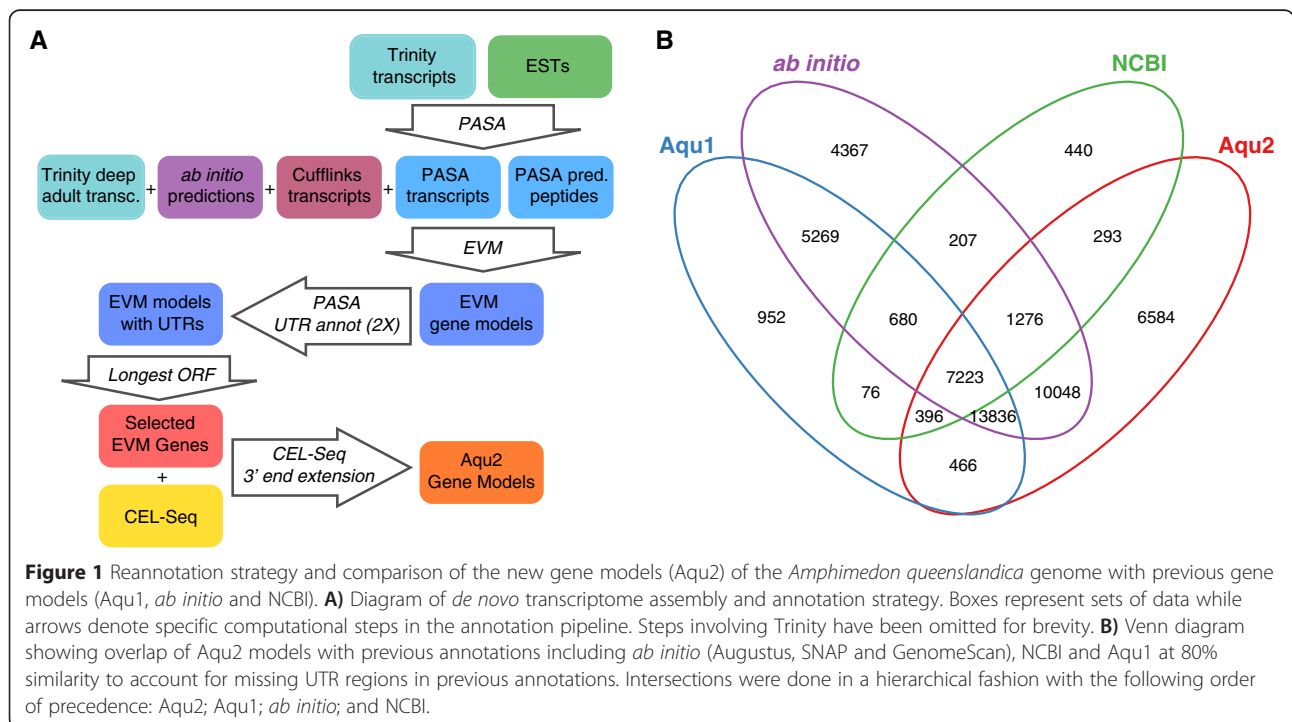 A
Trinity
transcripts
ESTs
PASA
Trinity deep
adult transc.
+
ab initio
predictions
+
Cufflinks
transcripts
+
PASA
transcripts
PASA pred.
peptides
EVM
EVM models
with UTRs
PASA
UTR annot (2X)
EVM
gene models
Longest ORF
Selected
EVM Genes
+
CEL-Seq
CEL-Seq
3' end extension
Aqu2
Gene Models
B
ab initio
NCBI
Aqu1
Aqu2
4367
440
5269
207
293
952
680
1276
6584
7223
76
10048
396
13836
466
Figure 1 Reannotation strategy and comparison of the new gene models (Aqu2) of the Amphimedon queenslandica genome with previous gene
models (Aqu1, ab initio and NCBI). A) Diagram of de novo transcriptome assembly and annotation strategy. Boxes represent sets of data while
arrows denote specific computational steps in the annotation pipeline. Steps involving Trinity have been omitted for brevity. B) Venn diagram
showing overlap of Aqu2 models with previous annotations including ab initio (Augustus, SNAP and GenomeScan), NCBI and Aqu1 at 80%
similarity to account for missing UTR regions in previous annotations. Intersections were done in a hierarchical fashion with the following order
of precedence: Aqu2; Aqu1; ab initio; and NCBI.